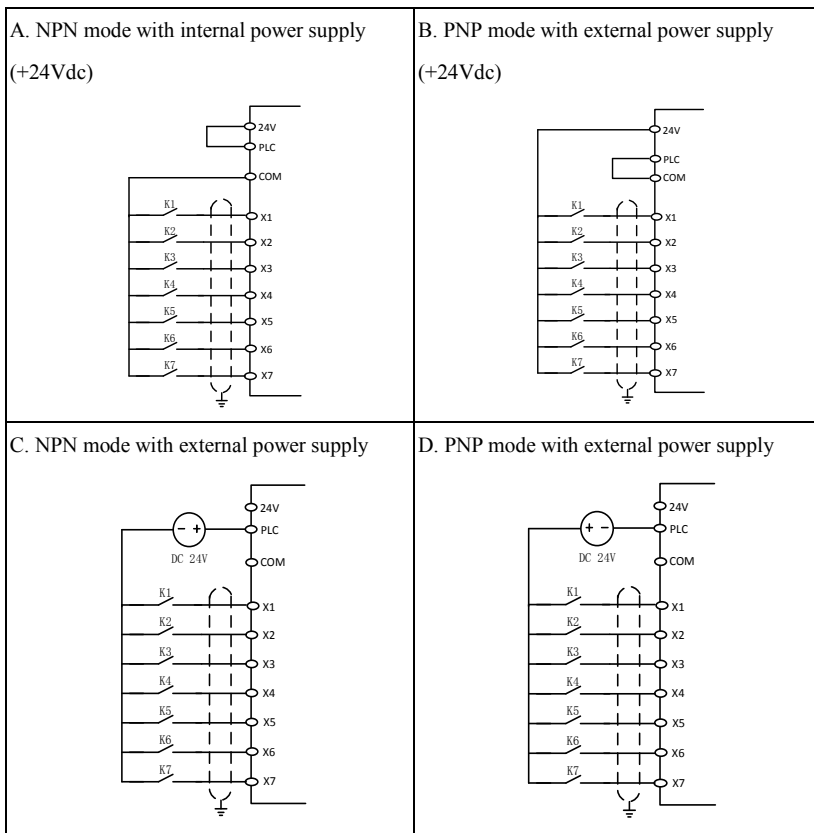 A. NPN mode with internal power supply
(+24Vdc)
24V
PLC
COM
K1
X1
K2
X2
K3
X3
K4
X4
K5
X5
K6
X6
K7
X7
B. PNP mode with external power supply
(+24Vdc)
24V
PLC
COM
K1
X1
K2
X2
K3
X3
K4
X4
K5
X5
K6
X6
K7
X7
C. NPN mode with external power supply
24V
- +
PLC
DC 24V
COM
K1
X1
K2
X2
K3
X3
K4
X4
K5
X5
K6
X6
K7
X7
D. PNP mode with external power supply
24V
+ -
PLC
DC 24V
COM
K1
X1
K2
X2
K3
X3
K4
X4
K5
X5
K6
X6
K7
X7